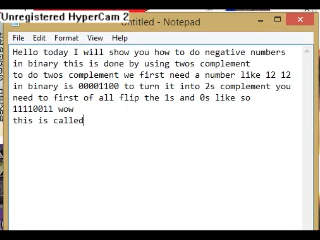 Unregistered HyperCam 2
Untitled - Notepad
File Edit Format View Help
Hello today I will show you how to do negative numbers
in binary this is done by using twos complement
to do twos complement we first need a number like 12 12
in binary is 00001100 to turn it into 2s complement you
need to first of all flip the 1s and 0s like so
11110011 wow
this is called